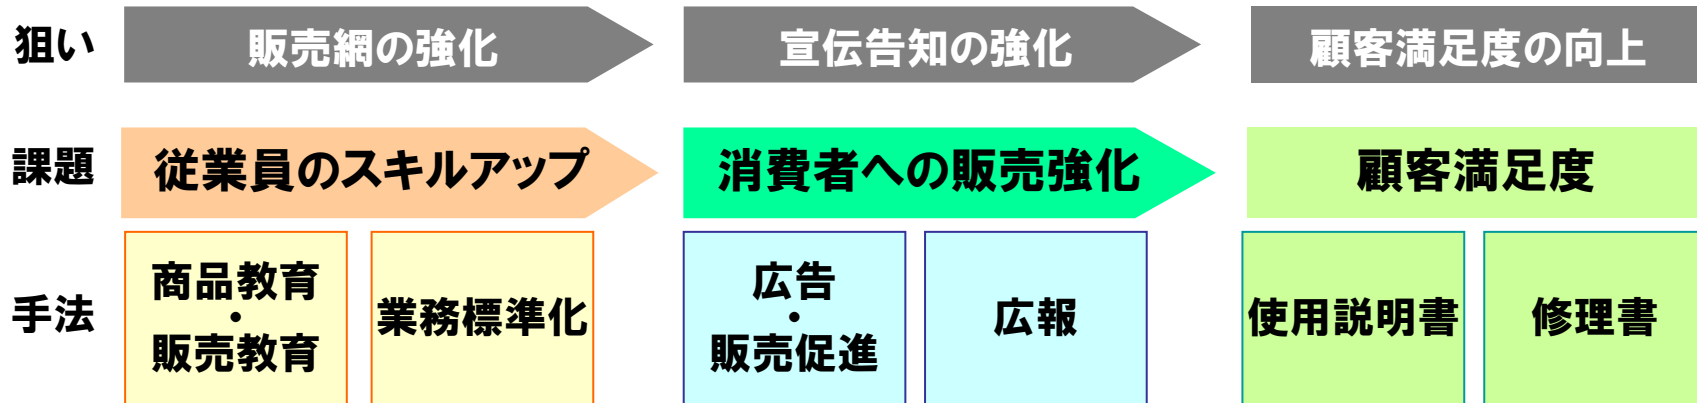 狙い
販売網の強化
宣伝告知の強化
顧客満足度の向上
課題
従業員のスキルアップ
消費者への販売強化
顧客満足度
手法
商品教育
・
販売教育
業務標準化
広告
・
販売促進
広報
使用説明書
修理書